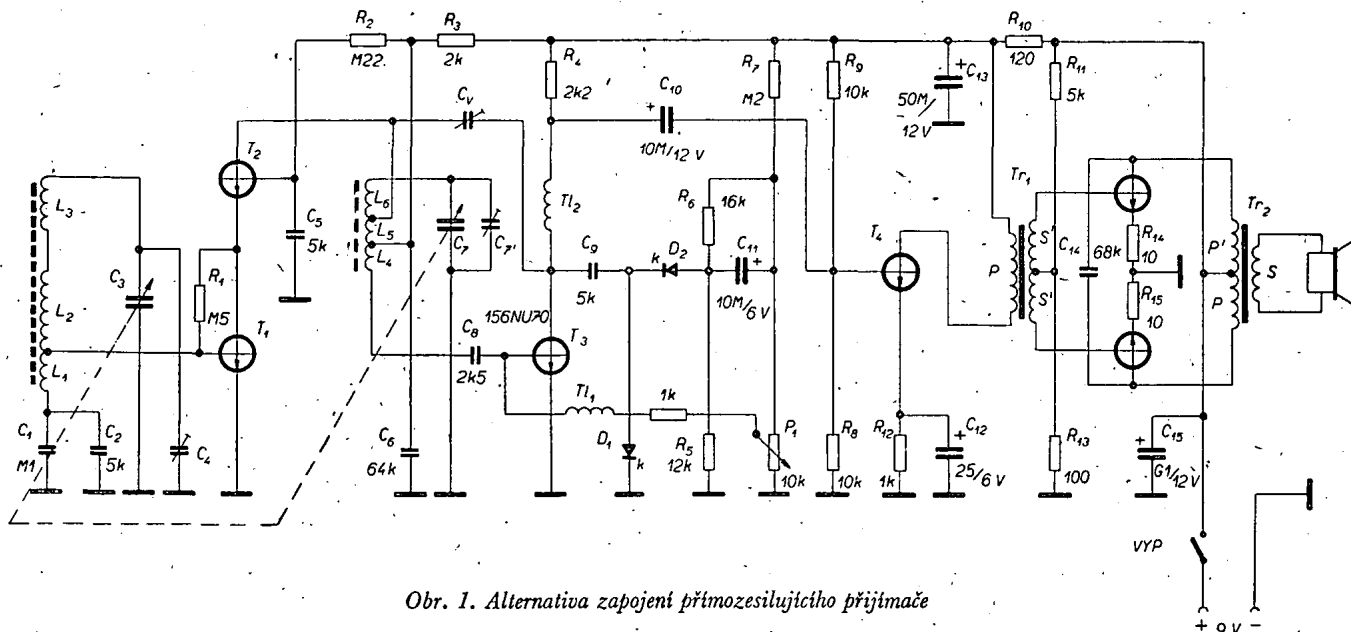 R2
M22
R3
2k
R4
2k2
C10
10M/12 V
R7
M2
R9
10k
C13
50M/
12 V
R10
120
R11
5k
Cv
T2
C5
5k
L3
L2
L1
C3
R1
M5
T1
C1
M1
C2
5k
C4
L6
L5
L4
C7
C7'
Tl2
R6
16k
C9
5k
D2
k
C11
10M/6 V
156NU70
T3
C8
2k5
Tl1
1k
C6
64k
D1
k
R5
12k
P1
10k
R8
10k
T4
R12
1k
C12
25/6 V
Tr1
P
S'
S'
C14
68k
R14
10
R15
10
P'
P
Tr2
S
R13
100
C15
G1/12V
VYP
+ 9V −
Obr. 1. Alternativa zapojení přímozesilujícího přijímače